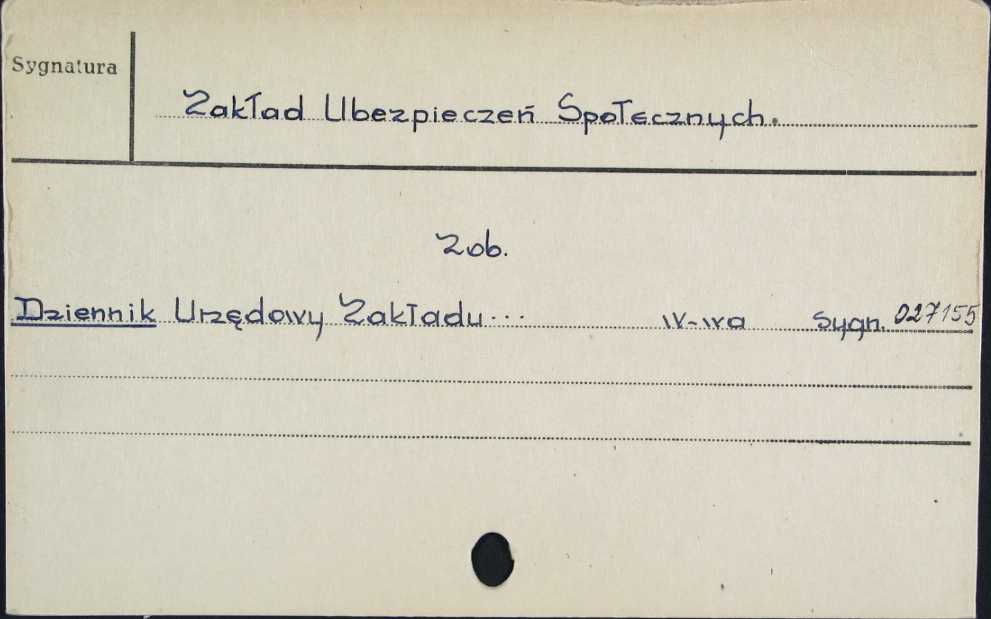 Sygnatura
Zakład Ubezpieczeń Społecznych.
Zob.
Dziennik Urzędowy Zakładu... W-wa Sygn. 027155